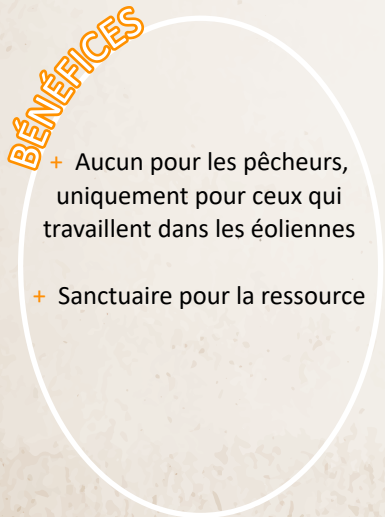 BÉNÉFICES
+ Aucun pour les pêcheurs,
uniquement pour ceux qui
travaillent dans les éoliennes
+ Sanctuaire pour la ressource